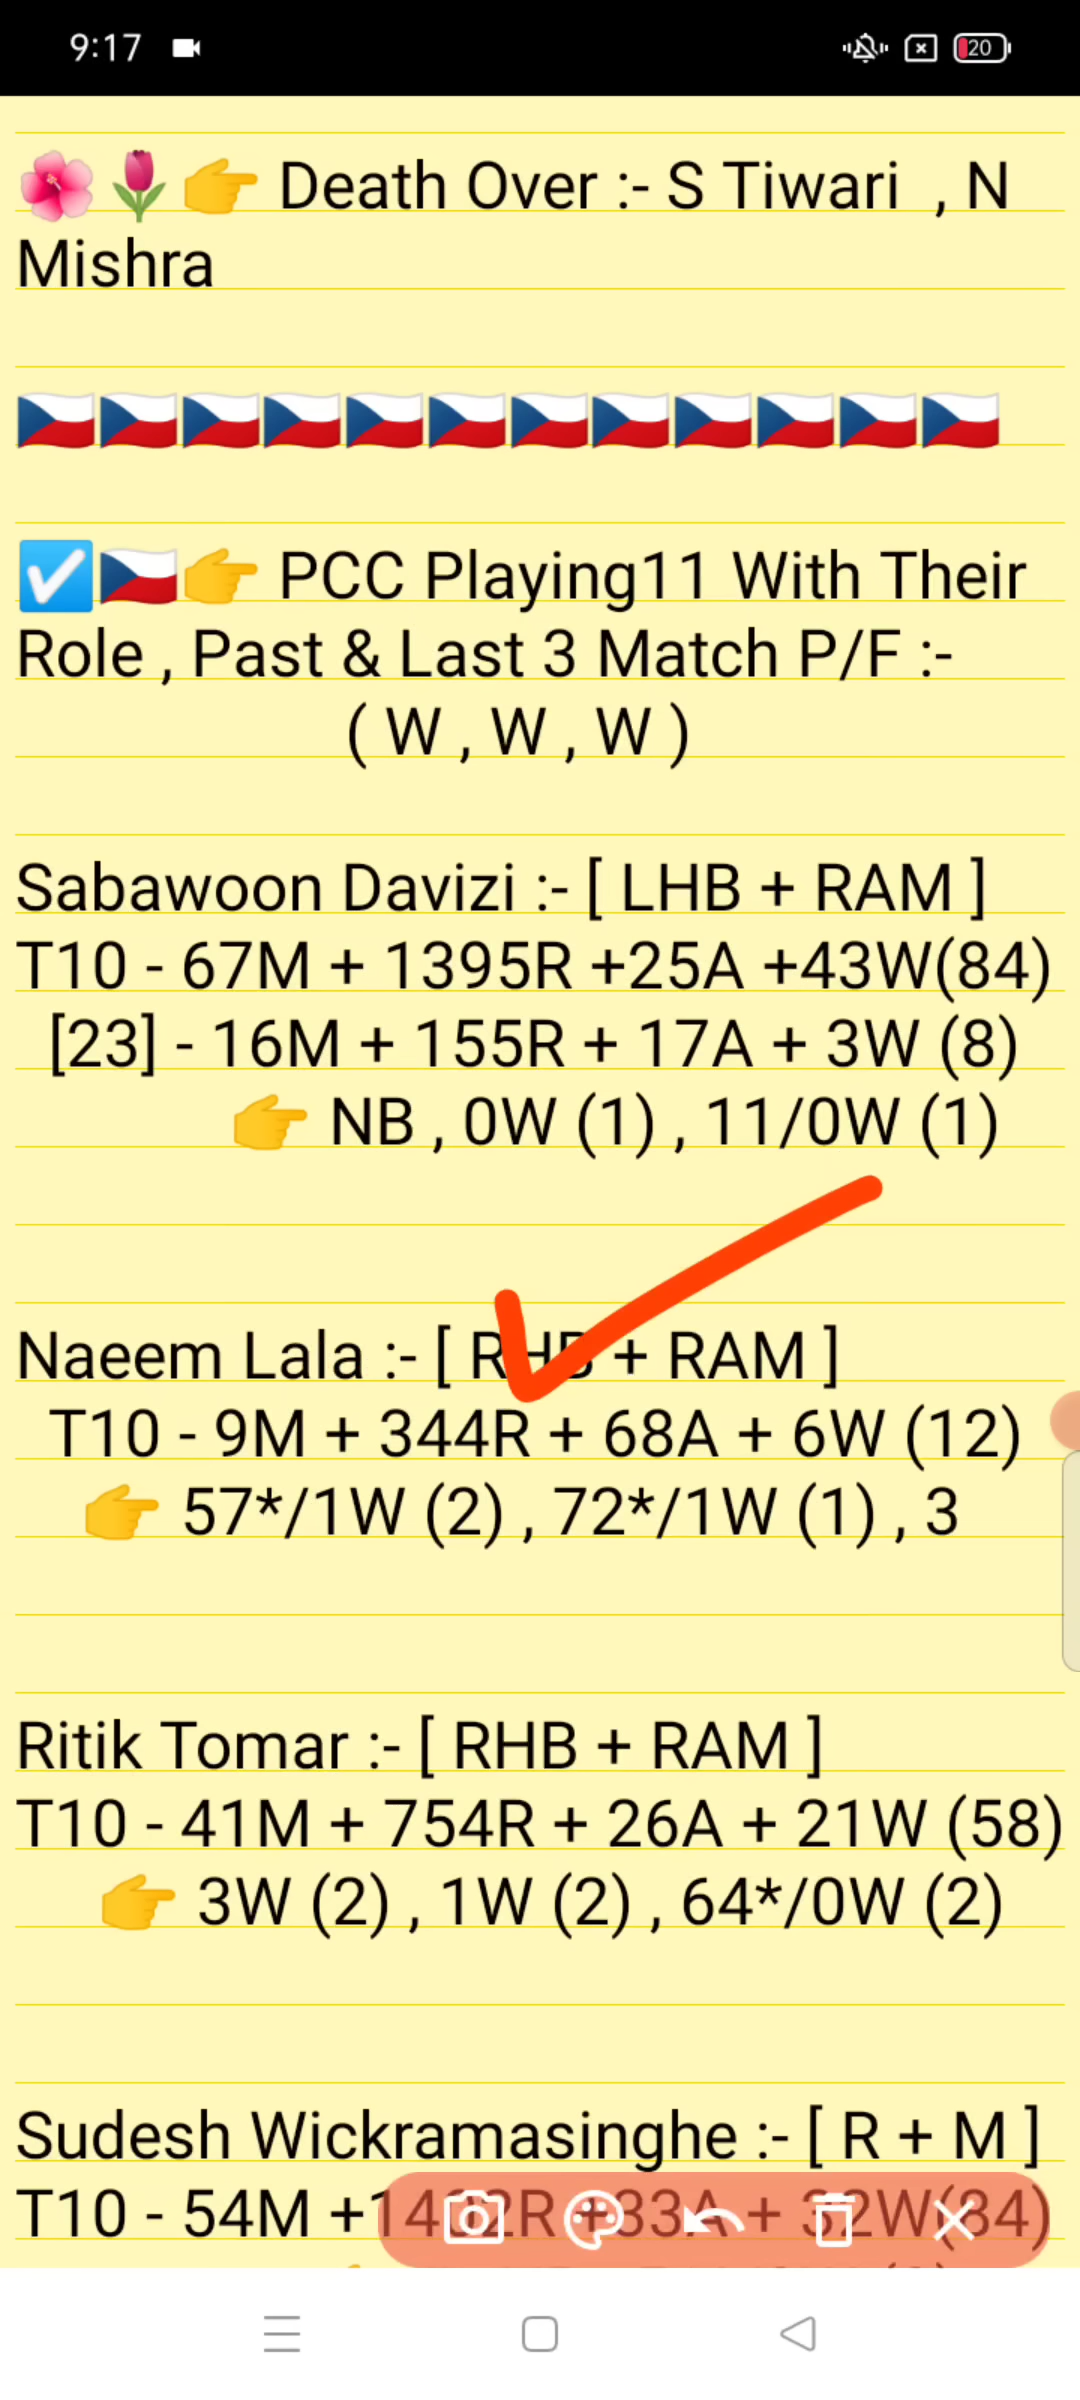 9:17
20
Death Over :- S Tiwari , N
Mishra
PCC Playing11 With Their
Role , Past & Last 3 Match P/F :-
( W , W , W )
Sabawoon Davizi :- [ LHB + RAM ]
T10 - 67M + 1395R +25A +43W(84)
[23] - 16M + 155R + 17A + 3W (8)
NB , 0W (1) , 11/0W (1)
Naeem Lala :- [ RHB + RAM ]
T10 - 9M + 344R + 68A + 6W (12)
57*/1W (2) , 72*/1W (1) , 3
Ritik Tomar :- [ RHB + RAM ]
T10 - 41M + 754R + 26A + 21W (58)
3W (2) , 1W (2) , 64*/0W (2)
Sudesh Wickramasinghe :- [ R + M ]
T10 - 54M + +33A +